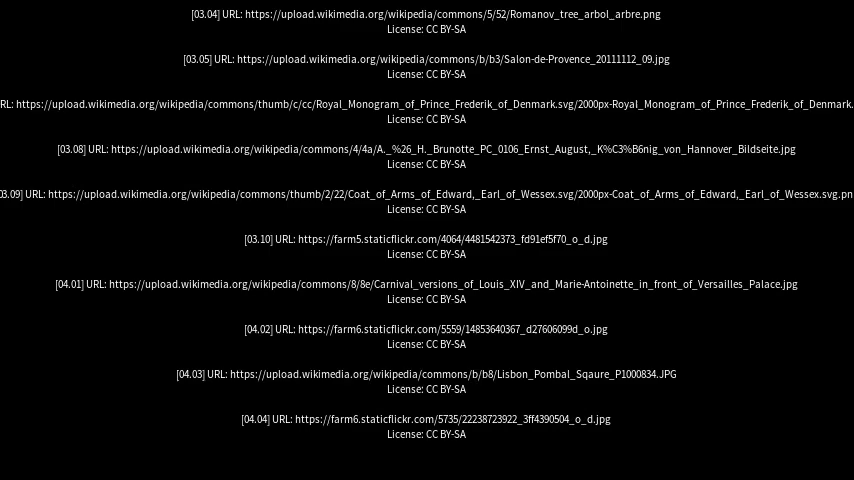 [03.04] URL: https://upload.wikimedia.org/wikipedia/commons/5/52/Romanov_tree_arbol_arbre.png
License: CC BY-SA
[03.05] URL: https://upload.wikimedia.org/wikipedia/commons/b/b3/Salon-de-Provence_20111112_09.jpg
License: CC BY-SA
RL: https://upload.wikimedia.org/wikipedia/commons/thumb/c/cc/Royal_Monogram_of_Prince_Frederik_of_Denmark.svg/2000px-Royal_Monogram_of_Prince_Frederik_of_Denmark.
License: CC BY-SA
[03.08] URL: https://upload.wikimedia.org/wikipedia/commons/4/4a/A._%26_H._Brunotte_PC_0106_Ernst_August,_K%C3%B6nig_von_Hannover_Bildseite.jpg
License: CC BY-SA
03.09] URL: https://upload.wikimedia.org/wikipedia/commons/thumb/2/22/Coat_of_Arms_of_Edward,_Earl_of_Wessex.svg/2000px-Coat_of_Arms_of_Edward,_Earl_of_Wessex.svg.pn
License: CC BY-SA
[03.10] URL: https://farm5.staticflickr.com/4064/4481542373_fd91ef5f70_o_d.jpg
License: CC BY-SA
[04.01] URL: https://upload.wikimedia.org/wikipedia/commons/8/8e/Carnival_versions_of_Louis_XIV_and_Marie-Antoinette_in_front_of_Versailles_Palace.jpg
License: CC BY-SA
[04.02] URL: https://farm6.staticflickr.com/5559/14853640367_d27606099d_o.jpg
License: CC BY-SA
[04.03] URL: https://upload.wikimedia.org/wikipedia/commons/b/b8/Lisbon_Pombal_Sqaure_P1000834.JPG
License: CC BY-SA
[04.04] URL: https://farm6.staticflickr.com/5735/22238723922_3ff4390504_o_d.jpg
License: CC BY-SA